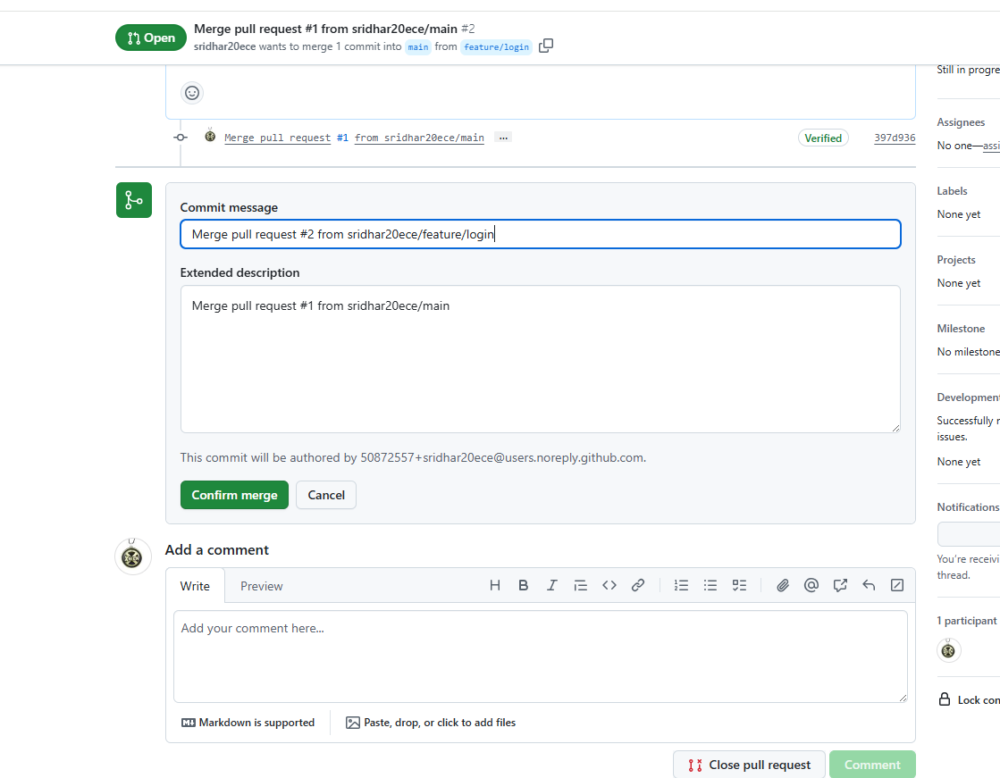 Open
Merge pull request #1 from sridhar20ece/main #2
sridhar20ece wants to merge 1 commit into main from feature/login
Still in progre
Merge pull request #1 from sridhar20ece/main ...
Verified
397d936
Assignees
No one—assi
Labels
None yet
Commit message
Merge pull request #2 from sridhar20ece/feature/login
Projects
None yet
Extended description
Merge pull request #1 from sridhar20ece/main
Milestone
No milestone
Development
Successfully r
issues.
None yet
This commit will be authored by 50872557+sridhar20ece@users.noreply.github.com.
Confirm merge
Cancel
Notifications
You're receivi
thread.
Add a comment
Write
Preview
Add your comment here...
1 participant
Lock con
Markdown is supported
Paste, drop, or click to add files
Close pull request
Comment